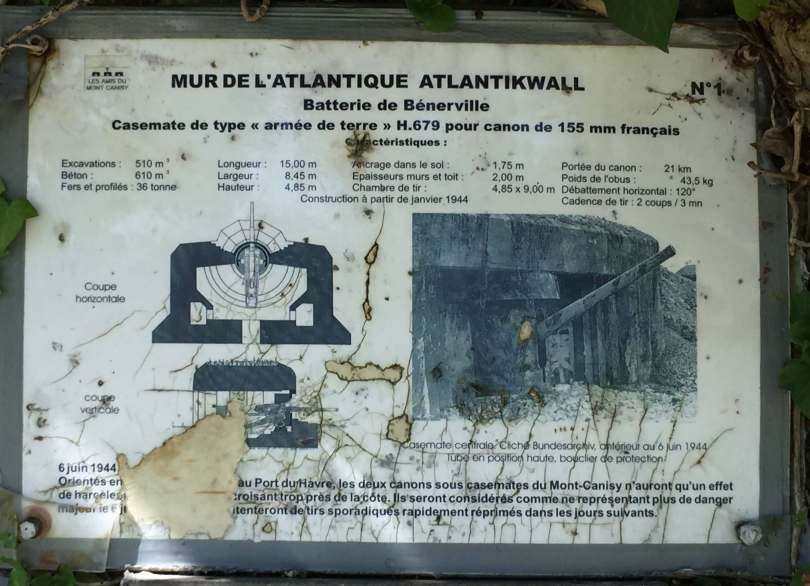 LES AMIS DU
MONT CANISY
MUR DE L'ATLANTIQUE ATLANTIKWALL
N°1
Batterie de Bénerville
Casemate de type « armée de terre » H.679 pour canon de 155 mm français
Caractéristiques :
Excavations : 510 m³ Longueur : 15,00 m Ancrage dans le sol : 1,75 m Portée du canon : 21 km
Béton : 610 m³ Largeur : 8,45 m Epaisseurs murs et toit : 2,00 m Poids de l'obus : 43,5 kg
Fers et profilés : 36 tonne Hauteur : 4,85 m Chambre de tir : 4,85 x 9,00 m Débattement horizontal : 120°
Construction à partir de janvier 1944 Cadence de tir : 2 coups / 3 mn
Coupe
horizontale
coupe
verticale
Casemate centrale. Cliché Bundesarchiv, antérieur au 6 juin 1944
Tube en position haute, bouclier de protection
6 juin 1944
Orientés en au Port du Havre, les deux canons sous casemates du Mont-Canisy n'auront qu'un effet
de harcèle croisant trop près de la côte. Ils seront considérés comme ne représentant plus de danger
majeur le 6 j tenteront de tirs sporadiques rapidement réprimés dans les jours suivants.